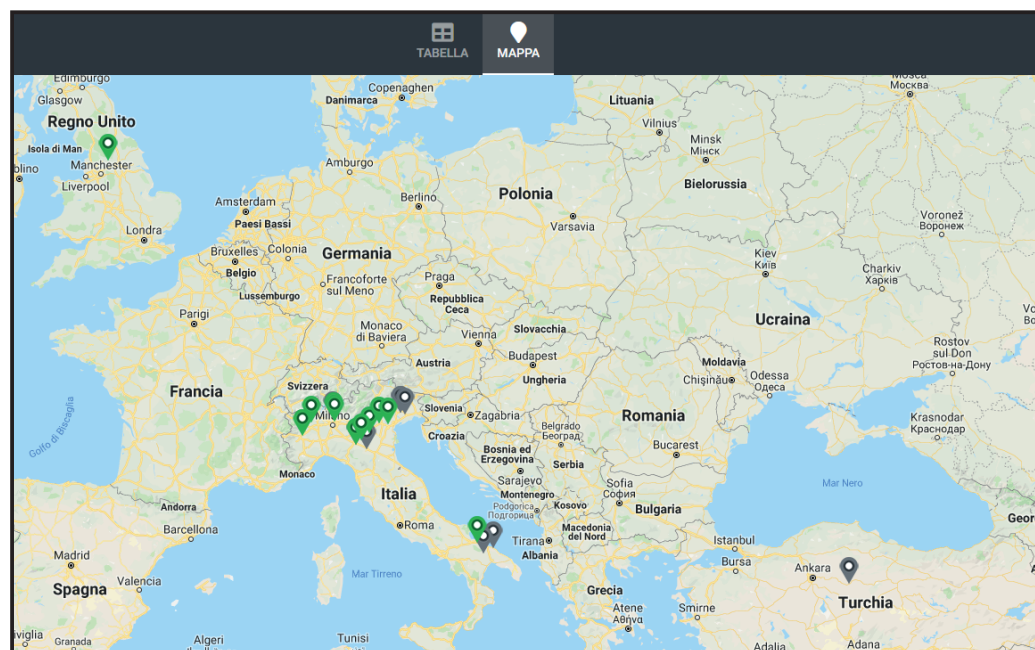 TABELLA
MAPPA
Edimburgo
Glasgow
Regno Unito
Isola di Man
blino
Manchester
Liverpool
Londra
Danimarca
Copenaghen
Amburgo
Amsterdam
Paesi Bassi
Bruxelles
Belgio
Colonia
Lussemburgo
Germania
Berlino
Francoforte
sul Meno
Polonia
Varsavia
Lituania
Vilnius
Minsk
Мінск
Bielorussia
Mosca
Москва
Voronež
Воронеж
Kiev
Київ
Charkiv
Харків
Ucraina
Rostov
sul Don
Ростов-на-Дону
Krasnodar
Краснодар
Praga
Repubblica
Ceca
Monaco
di Baviera
Vienna
Slovacchia
Austria
Budapest
Ungheria
Moldavia
Chișinău
Odessa
Одеса
Parigi
Francia
Svizzera
Golfo di Biscaglia
Milano
Monaco
Slovenia
Zagabria
Croazia
Romania
Bucarest
Belgrado
Београд
Bosnia ed
Erzegovina
Serbia
Sarajevo
Montenegro
Podgorica
Подгорица
Kosovo
Sofia
София
Bulgaria
Macedonia
del Nord
Mar Nero
Italia
Roma
Tirana
Albania
Andorra
Barcellona
Madrid
Spagna
Valencia
Mar Tirreno
Istanbul
Bursa
Ankara
Turchia
Geor
Grecia
Atene
Αθήνα
Smirne
iviglia
Granada
Algeri
Tunisi
Adalia
Adana